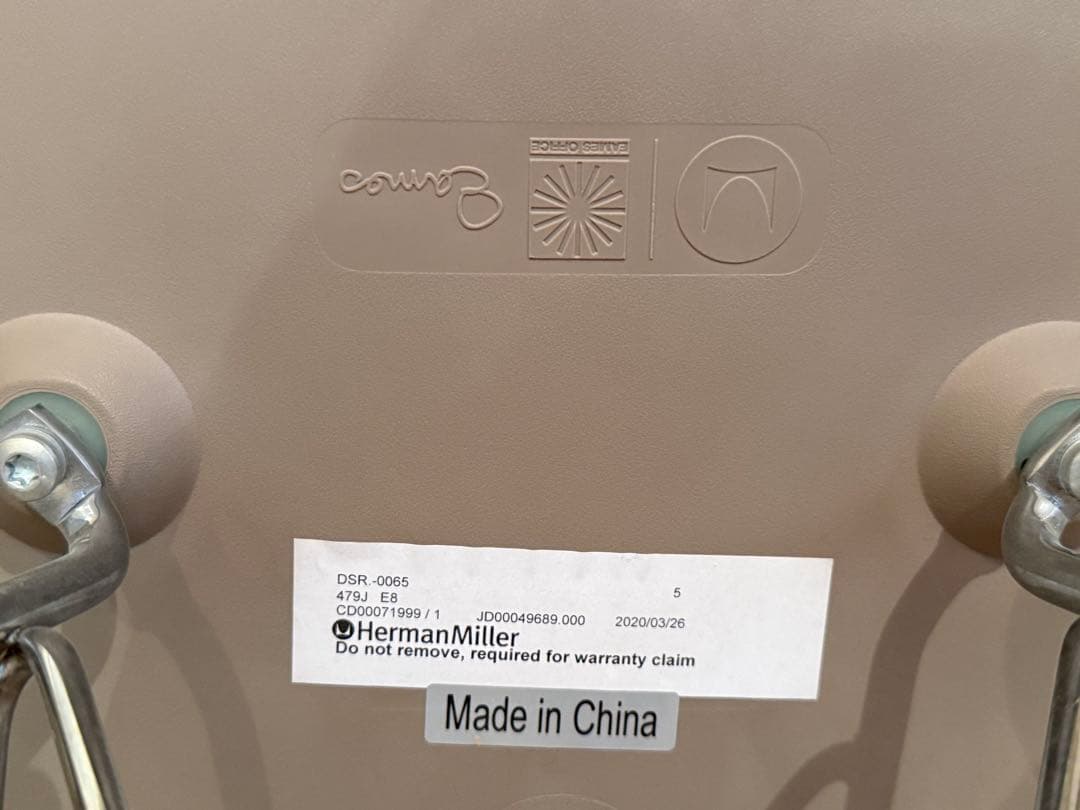 Eames
EAMES OFFICE
DSR.-0065
5
479J E8
CD00071999 / 1 JD00049689.000 2020/03/26
HermanMiller
Do not remove, required for warranty claim
Made in China